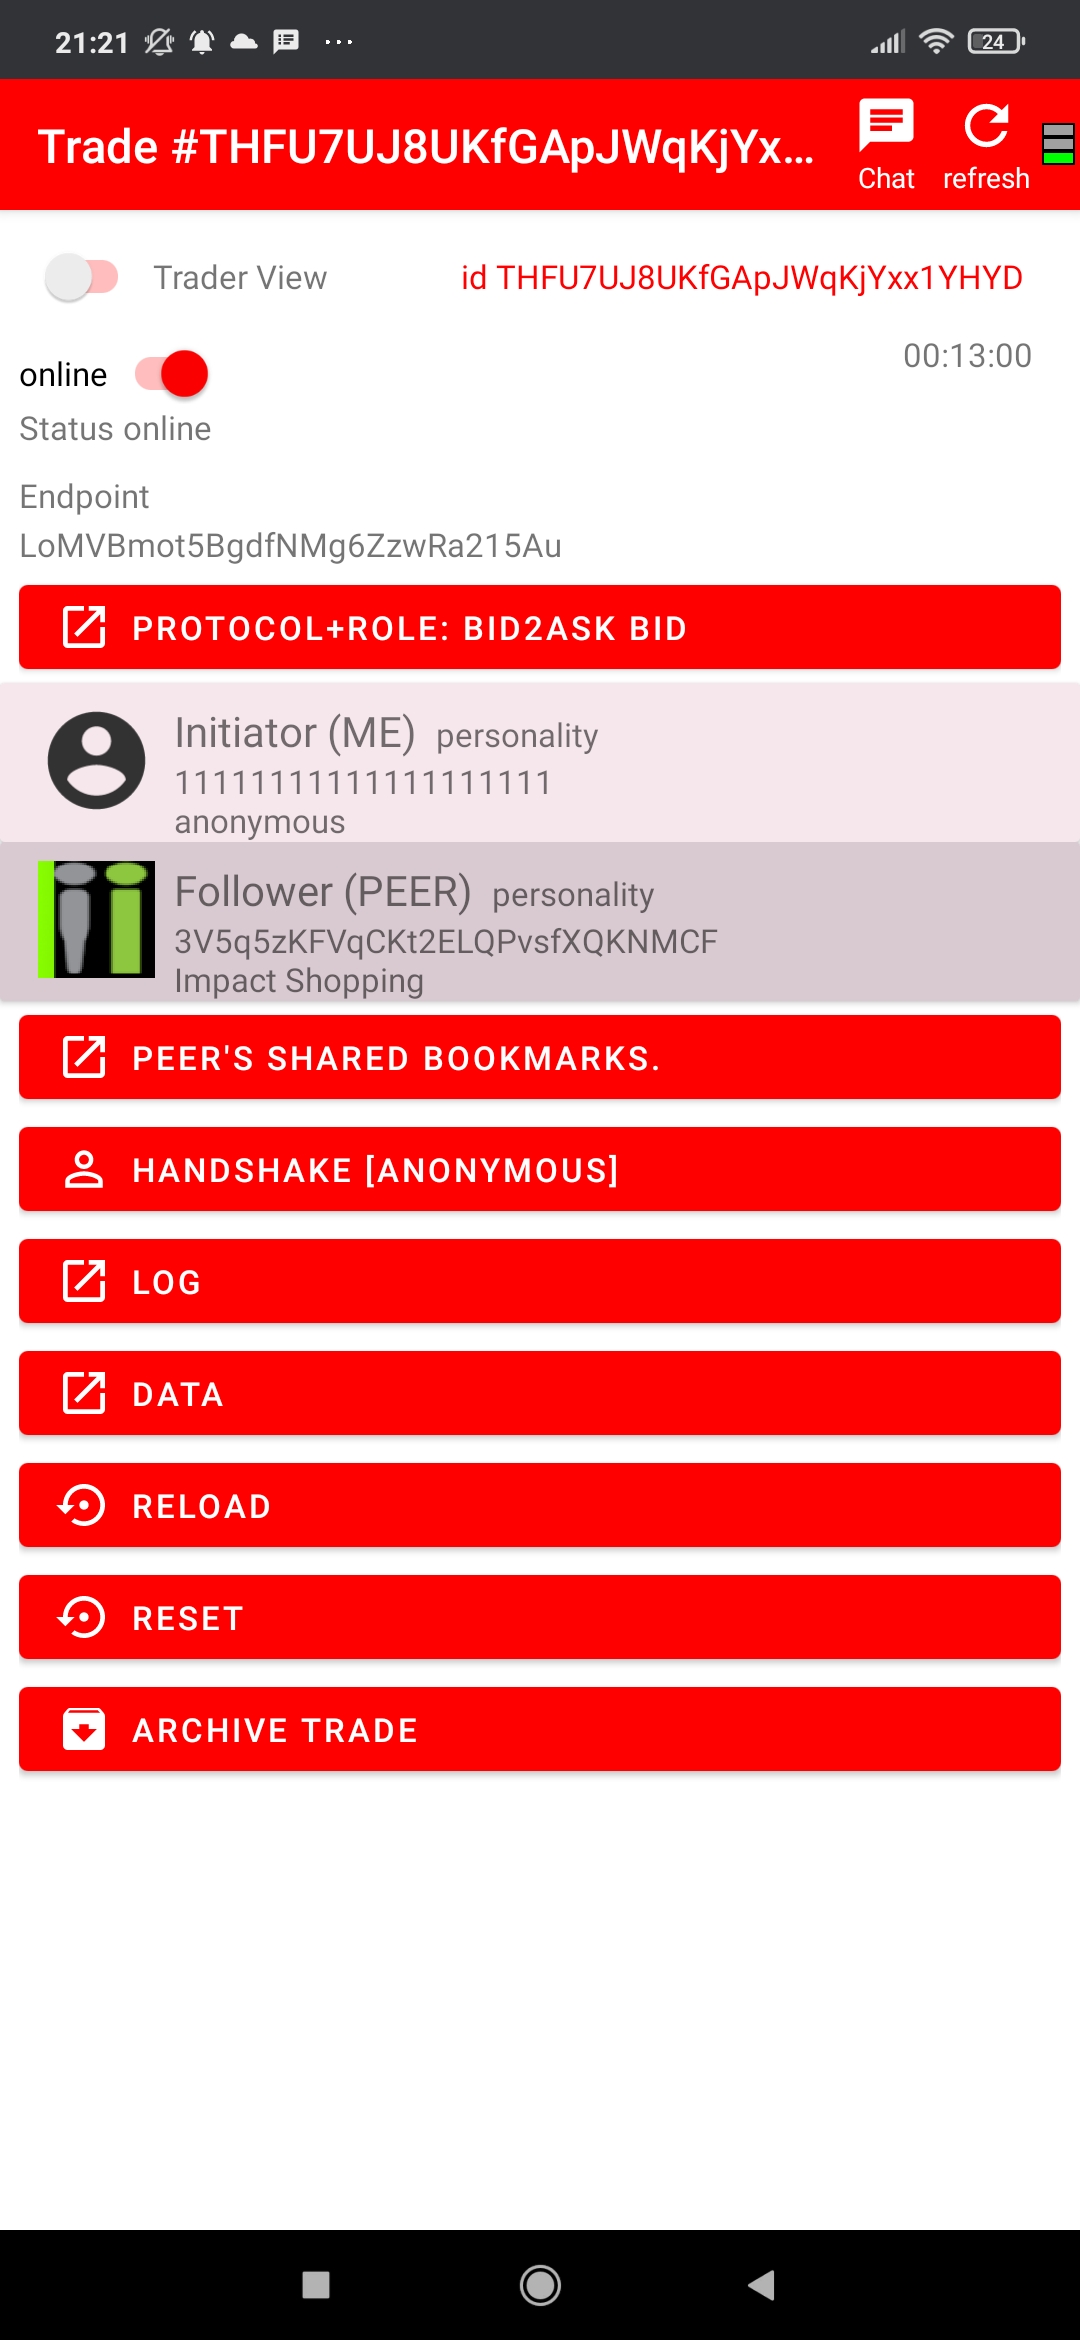 21:21
24
Trade #THFU7UJ8UKfGApJWqKjYx...
Chat
refresh
Trader View
id THFU7UJ8UKfGApJWqKjYxx1YHYD
online
00:13:00
Status online
Endpoint
LoMVBmot5BgdfNMg6ZzwRa215Au
PROTOCOL+ROLE: BID2ASK BID
Initiator (ME) personality
11111111111111111111
anonymous
Follower (PEER) personality
3V5q5zKFVqCKt2ELQPvsfXQKNMCF
Impact Shopping
PEER'S SHARED BOOKMARKS.
HANDSHAKE [ANONYMOUS]
LOG
DATA
RELOAD
RESET
ARCHIVE TRADE